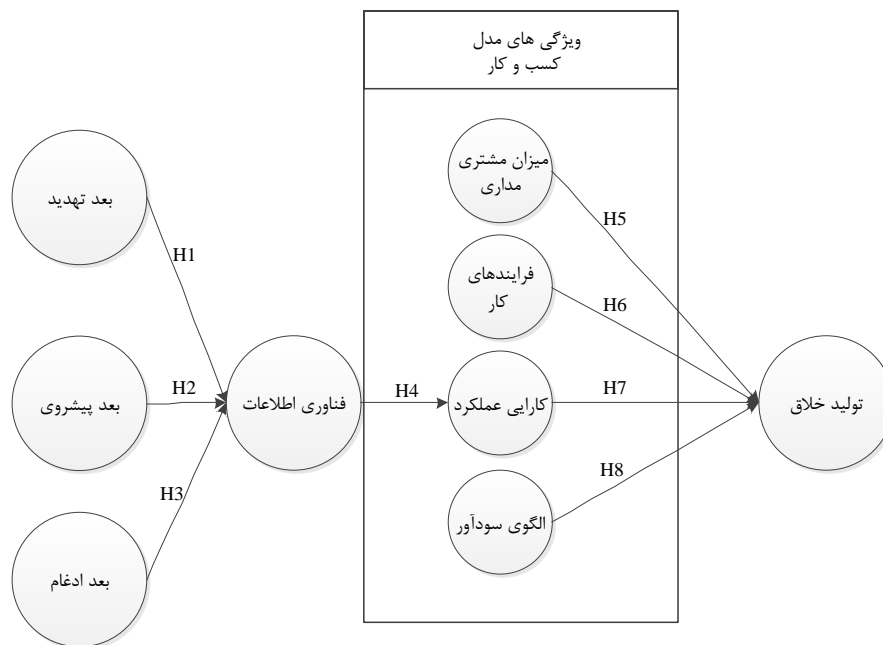 ویژگی های مدل
کسب و کار
میزان مشتری
مداری
بعد تهدید
H1
H5
فرایندهای
کار
H6
بعد پیشروی
H2
فناوری اطلاعات
H4
کارایی عملکرد
H7
تولید خلاق
H3
H8
الگوی سودآور
بعد ادغام